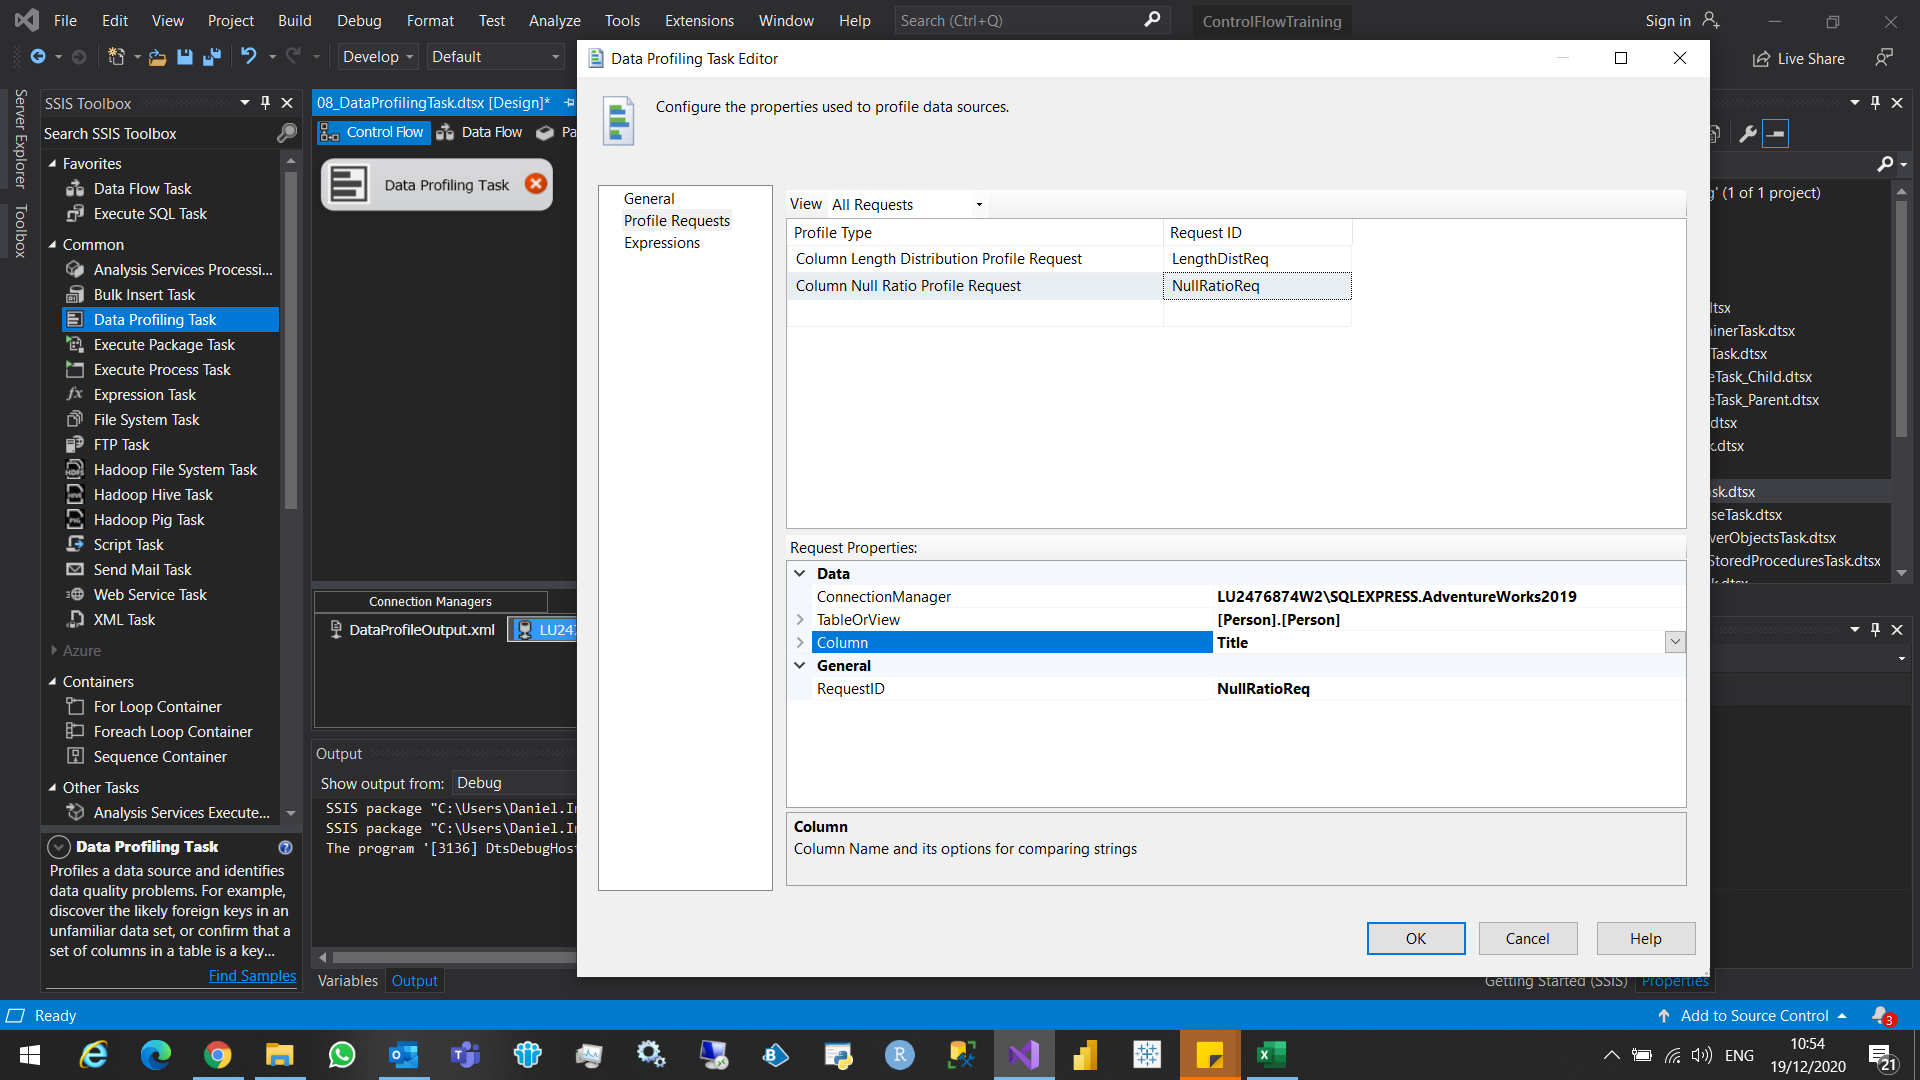 File Edit View Project Build Debug Format Test Analyze Tools Extensions Window Help
Search (Ctrl+Q)
ControlFlowTraining
Sign in
Develop Default
Live Share
Server Explorer
Toolbox
SSIS Toolbox
Search SSIS Toolbox
Favorites
Data Flow Task
Execute SQL Task
Common
Analysis Services Processi...
Bulk Insert Task
Data Profiling Task
Execute Package Task
Execute Process Task
Expression Task
File System Task
FTP Task
Hadoop File System Task
Hadoop Hive Task
Hadoop Pig Task
Script Task
Send Mail Task
Web Service Task
XML Task
Azure
Containers
For Loop Container
Foreach Loop Container
Sequence Container
Other Tasks
Analysis Services Execute...
Data Profiling Task
Profiles a data source and identifies
data quality problems. For example,
discover the likely foreign keys in an
unfamiliar data set, or confirm that a
set of columns in a table is a key...
Find Samples
08_DataProfilingTask.dtsx [Design]*
Control Flow Data Flow Pa
Data Profiling Task
Connection Managers
DataProfileOutput.xml LU247
Output
Show output from: Debug
SSIS package "C:\Users\Daniel.I
SSIS package "C:\Users\Daniel.I
The program '[3136] DtsDebugHos
Variables Output
Data Profiling Task Editor
Configure the properties used to profile data sources.
General
Profile Requests
Expressions
View All Requests
Profile Type Request ID
Column Length Distribution Profile Request LengthDistReq
Column Null Ratio Profile Request NullRatioReq
Request Properties:
Data
ConnectionManager LU2476874W2\SQLEXPRESS.AdventureWorks2019
TableOrView [Person].[Person]
Column Title
General
RequestID NullRatioReq
Column
Column Name and its options for comparing strings
OK Cancel Help
g' (1 of 1 project)
tsx
inerTask.dtsx
Task.dtsx
eTask_Child.dtsx
eTask_Parent.dtsx
dtsx
k.dtsx
sk.dtsx
seTask.dtsx
verObjectsTask.dtsx
StoredProceduresTask.dtsx
Getting Started (SSIS) Properties
Ready
Add to Source Control
3
ENG
10:54
19/12/2020
21